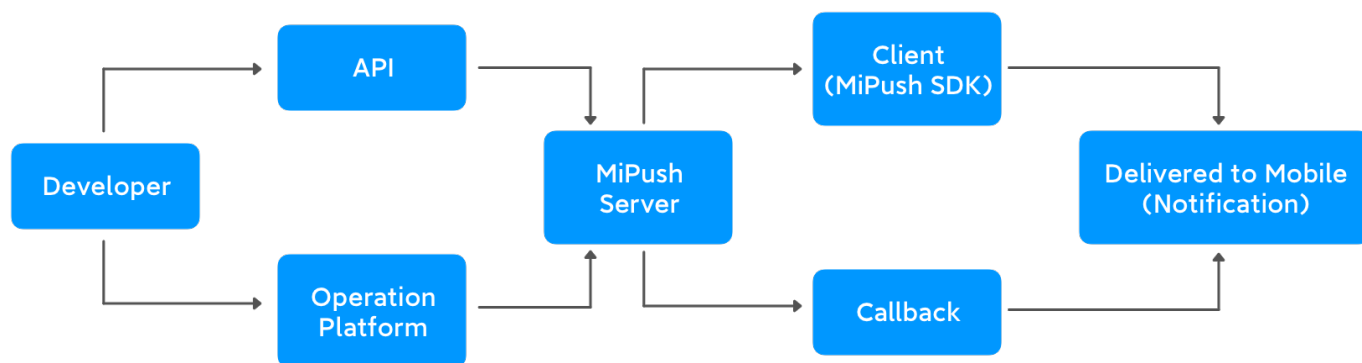 API
Client
(MiPush SDK)
Developer
MiPush
Server
Delivered to Mobile
(Notification)
Operation
Platform
Callback